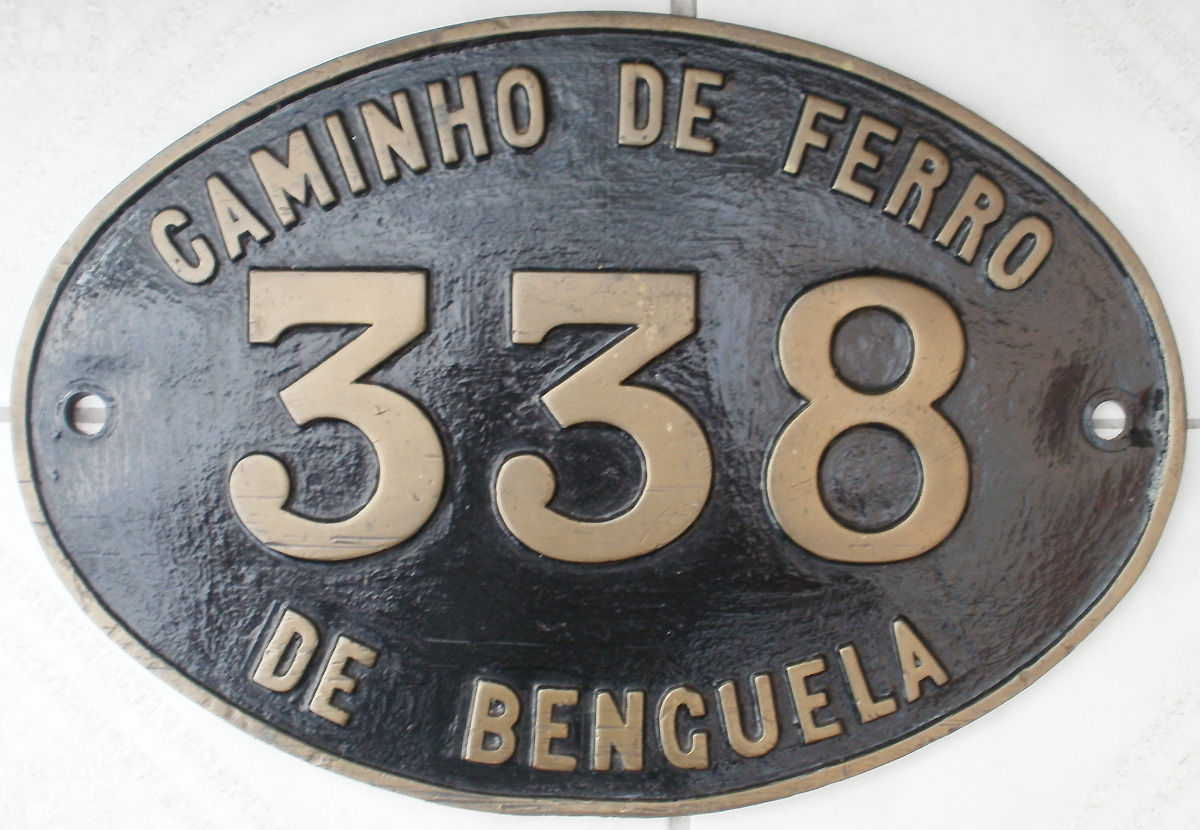 CAMINHO DE FERRO
338
DE BENGUELA